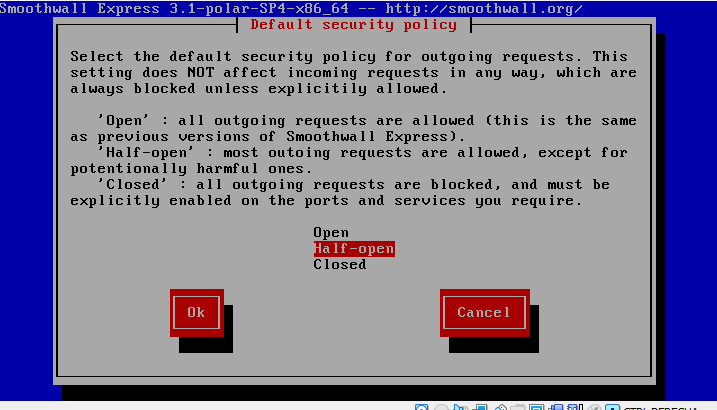 Smoothwall Express 3.1-polar-SP4-x86_64 -- http://smoothwall.org/
Default security policy
Select the default security policy for outgoing requests. This
setting does NOT affect incoming requests in any way, which are
always blocked unless explicitily allowed.
'Open' : all outgoing requests are allowed (this is the same
as previous versions of Smoothwall Express).
'Half-open' : most outoing requests are allowed, except for
potentially harmful ones.
'Closed' : all outgoing requests are blocked, and must be
explicitly enabled on the ports and services you require.
Open
Half-open
Closed
Ok Cancel
CTRL DERECHA